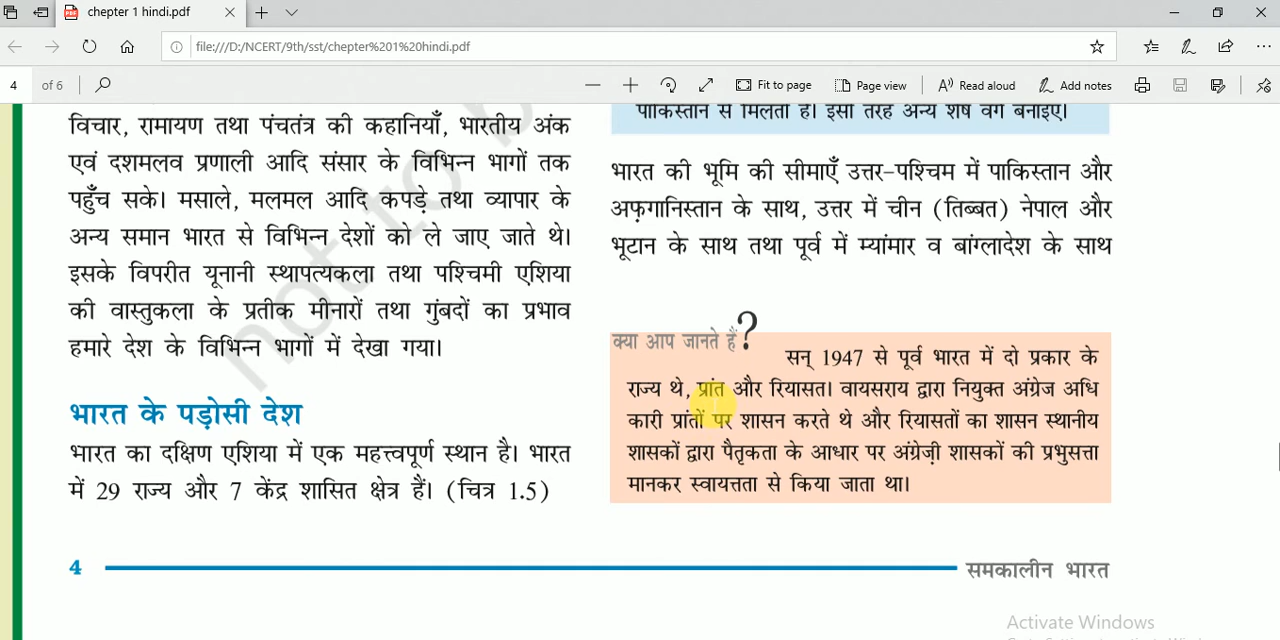 chepter 1 hindi.pdf
file:///D:/NCERT/9th/sst/chepter%201%20hindi.pdf
4 of 6
Fit to page
Page view
Read aloud
Add notes
विचार, रामायण तथा पंचतंत्र की कहानियाँ, भारतीय अंक
एवं दशमलव प्रणाली आदि संसार के विभिन्न भागों तक
पहुँच सके। मसाले, मलमल आदि कपड़े तथा व्यापार के
अन्य समान भारत से विभिन्न देशों को ले जाए जाते थे।
इसके विपरीत यूनानी स्थापत्यकला तथा पश्चिमी एशिया
की वास्तुकला के प्रतीक मीनारों तथा गुंबदों का प्रभाव
हमारे देश के विभिन्न भागों में देखा गया।
भारत के पड़ोसी देश
भारत का दक्षिण एशिया में एक महत्त्वपूर्ण स्थान है। भारत
में 29 राज्य और 7 केंद्र शासित क्षेत्र हैं। (चित्र 1.5)
पाकिस्तान से मिलता है। इसी तरह अन्य शेष वर्ग बनाइए।
भारत की भूमि की सीमाएँ उत्तर-पश्चिम में पाकिस्तान और
अफ़गानिस्तान के साथ, उत्तर में चीन (तिब्बत) नेपाल और
भूटान के साथ तथा पूर्व में म्यांमार व बांग्लादेश के साथ
क्या आप जानते हैं?
सन् 1947 से पूर्व भारत में दो प्रकार के
राज्य थे, प्रांत और रियासत। वायसराय द्वारा नियुक्त अंग्रेज अधि
कारी प्रांतों पर शासन करते थे और रियासतों का शासन स्थानीय
शासकों द्वारा पैतृकता के आधार पर अंग्रेज़ी शासकों की प्रभुसत्ता
मानकर स्वायत्तता से किया जाता था।
4
समकालीन भारत
not to b
Activate Windows